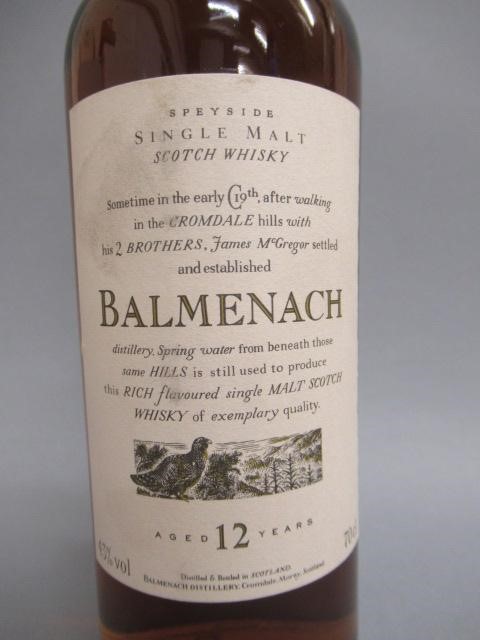 SPEYSIDE
SINGLE MALT
SCOTCH WHISKY
Sometime in the early C19th, after walking
in the CROMDALE hills with
his 2 BROTHERS, James McGregor settled
and established
BALMENACH
distillery. Spring water from beneath those
same HILLS is still used to produce
this RICH flavoured single MALT SCOTCH
WHISKY of exemplary quality.
AGED 12 YEARS
43% vol
70cl
Distilled & Bottled in SCOTLAND.
BALMENACH DISTILLERY, Cromdale, Moray, Scotland